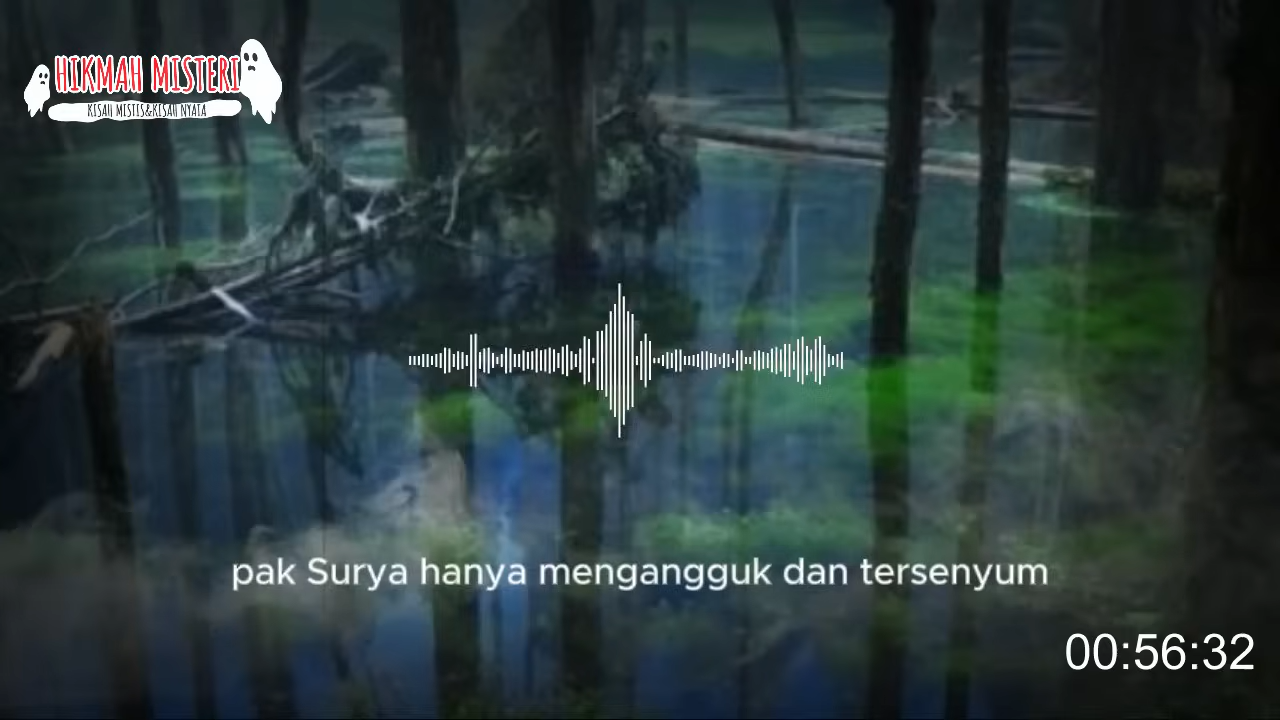 HIKMAH MISTERI
KISAH MISTIS&KISAH NYATA
pak Surya hanya mengangguk dan tersenyum
00:56:32